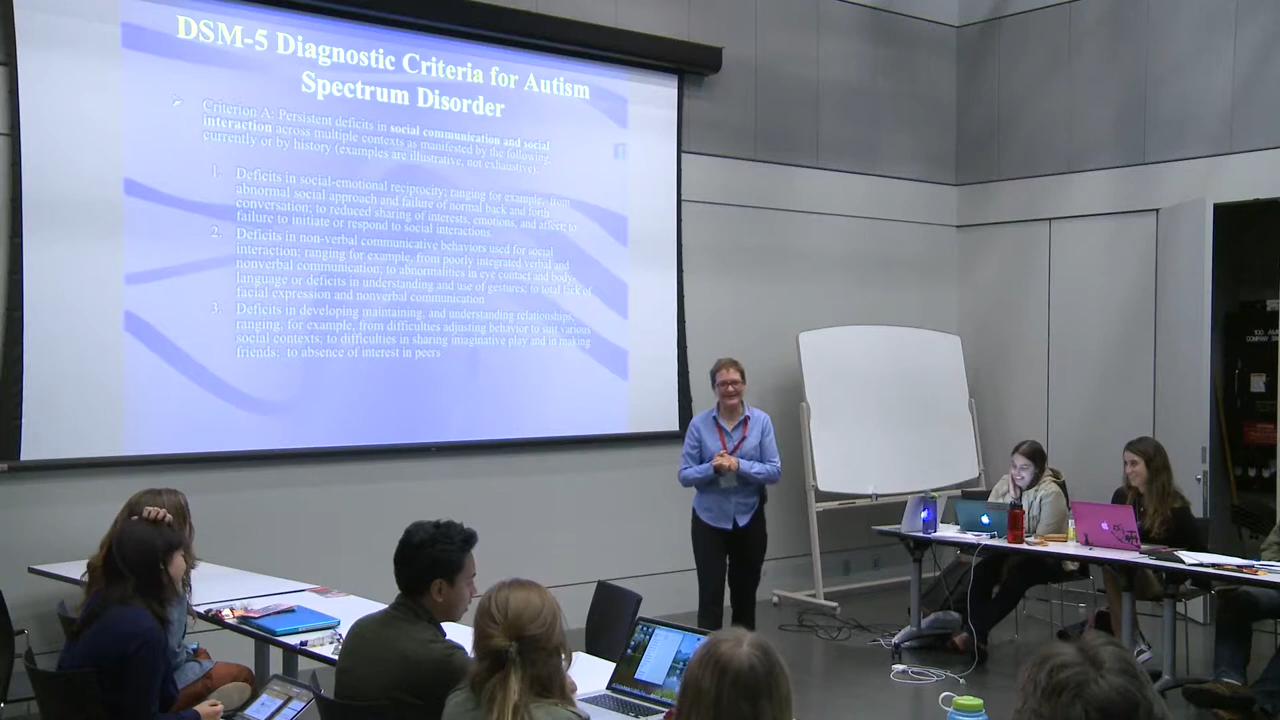 DSM-5 Diagnostic Criteria for Autism
Spectrum Disorder
Criterion A: Persistent deficits in social communication and social
interaction across multiple contexts as manifested by the following,
currently or by history (examples are illustrative, not exhaustive):
1. Deficits in social-emotional reciprocity; ranging for example, from
abnormal social approach and failure of normal back and forth
conversation; to reduced sharing of interests, emotions, and affect; to
failure to initiate or respond to social interactions.
2. Deficits in non-verbal communicative behaviors used for social
interaction; ranging for example, from poorly integrated verbal and
nonverbal communication; to abnormalities in eye contact and body-
language or deficits in understanding and use of gestures; to total lack of
facial expression and nonverbal communication
3. Deficits in developing maintaining, and understanding relationships,
ranging, for example, from difficulties adjusting behavior to suit various
social contexts; to difficulties in sharing imaginative play and in making
friends; to absence of interest in peers
100 AMP
COMPANY